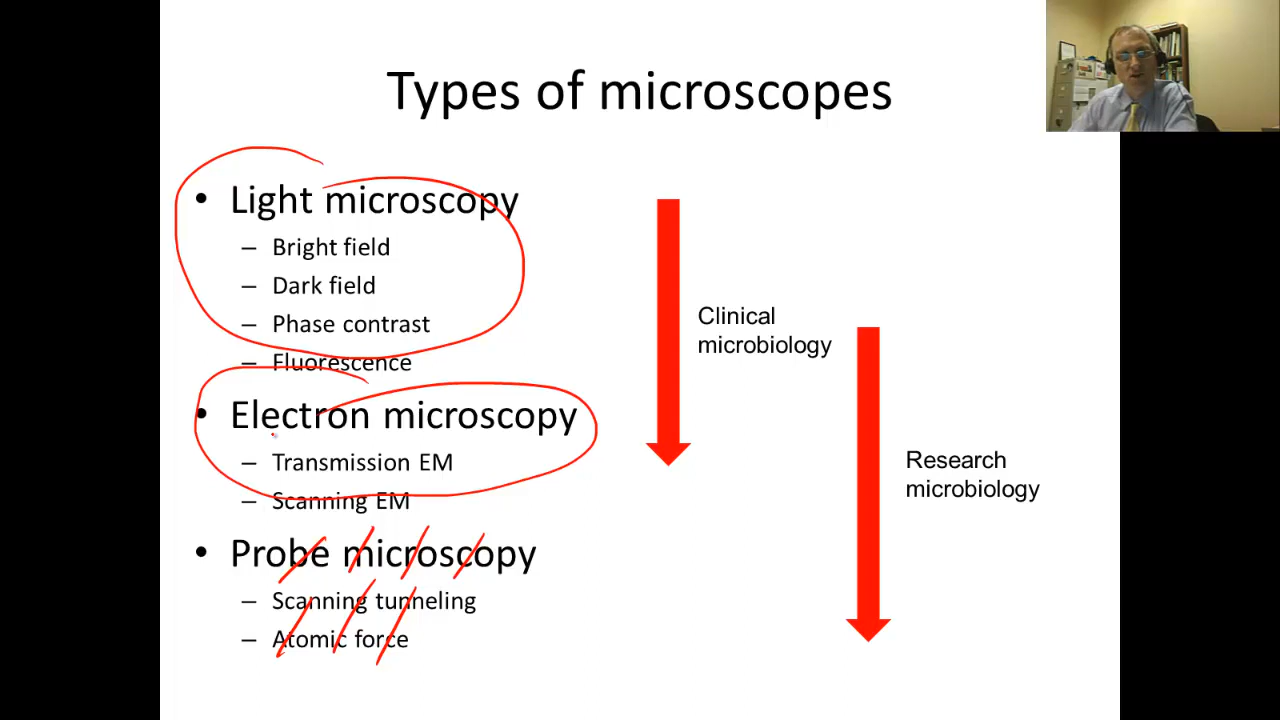 Types of microscopes
• Light microscopy
– Bright field
– Dark field
– Phase contrast
– Fluorescence
• Electron microscopy
– Transmission EM
– Scanning EM
• Probe microscopy
– Scanning tunneling
– Atomic force
Clinical
microbiology
Research
microbiology